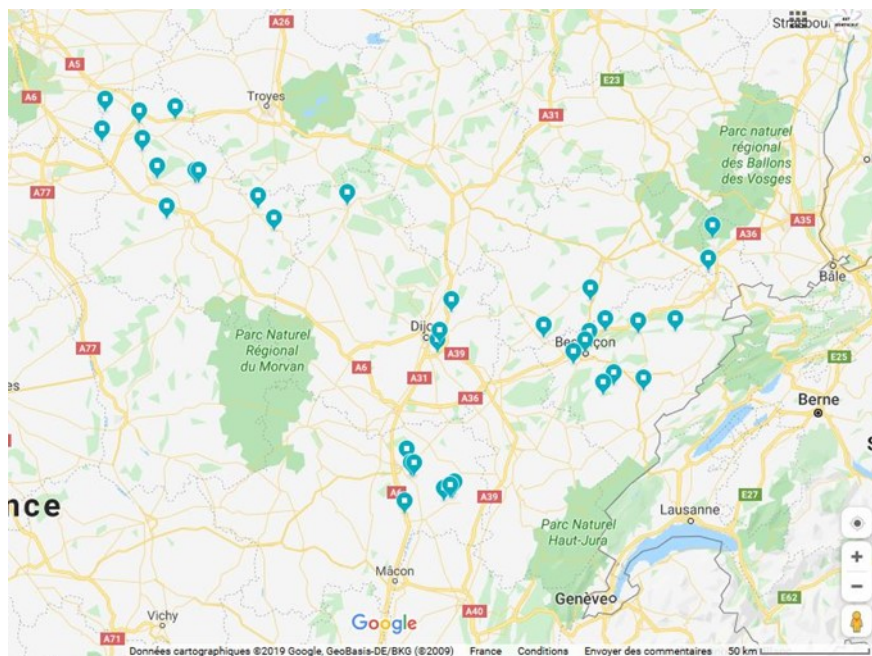 A26
Strasbou
A5
E23
Troyes
A6
A31
Parc naturel
régional
des Ballons
des Vosges
A77
A35
A36
Bâle
Dijo
Parc Naturel
Régional
du Morvan
A39
Besançon
A77
A6
E25
A31
A36
Berne
nce
A6
A39
E27
Lausanne
Parc Naturel
Haut-Jura
Mâcon
Genève
E62
Vichy
A40
Google
A71
Données cartographiques ©2019 Google, GeoBasis-DE/BKG (©2009) France Conditions Envoyer des commentaires 50 km